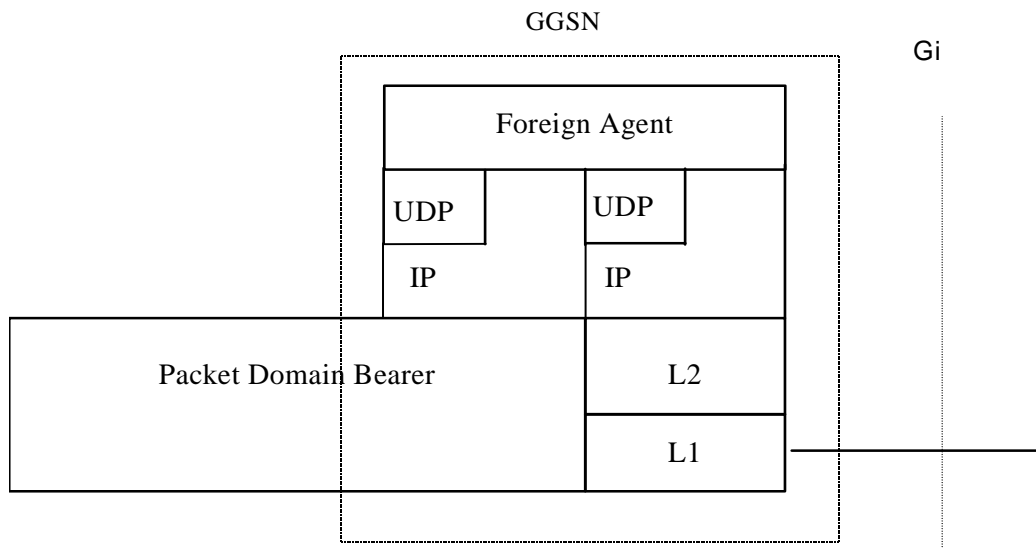 GGSN
Gi
Foreign Agent
UDP
UDP
IP
IP
Packet Domain Bearer
L2
L1